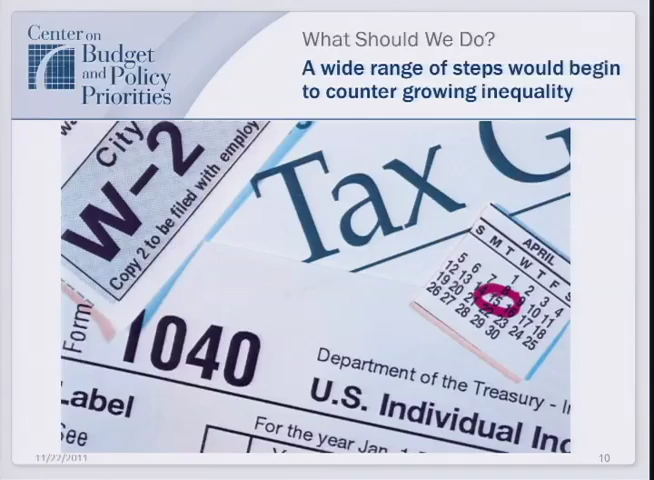 Center on
Budget
and Policy
Priorities
What Should We Do?
A wide range of steps would begin
to counter growing inequality
City
W-2
Copy 2 to be filed with employ
Tax G
APRIL
S M T W T F S
1 2 3 4
5 6 7 8 9 10 11
12 13 14 15 16 17 18
19 20 21 22 23 24 25
26 27 28 29 30
Form
1040
Department of the Treasury - I
U.S. Individual Inc
Label
See
For the year Jan. 1
11/22/2011
10